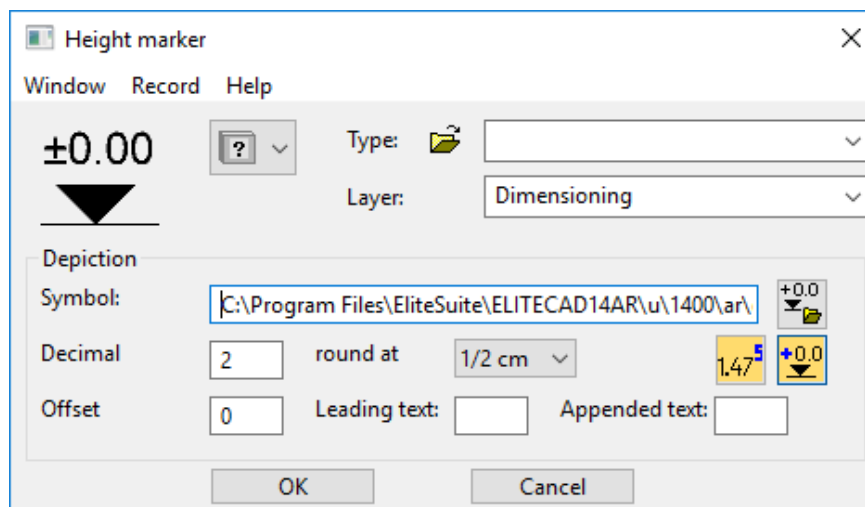 Height marker
Window Record Help
±0.00
?
Type:
Layer: Dimensioning
Depiction
Symbol: C:\Program Files\EliteSuite\ELITECAD14AR\u\1400\ar\
+0.0
Decimal 2 round at 1/2 cm 1.47⁵ +0.0
Offset 0 Leading text: Appended text:
OK Cancel